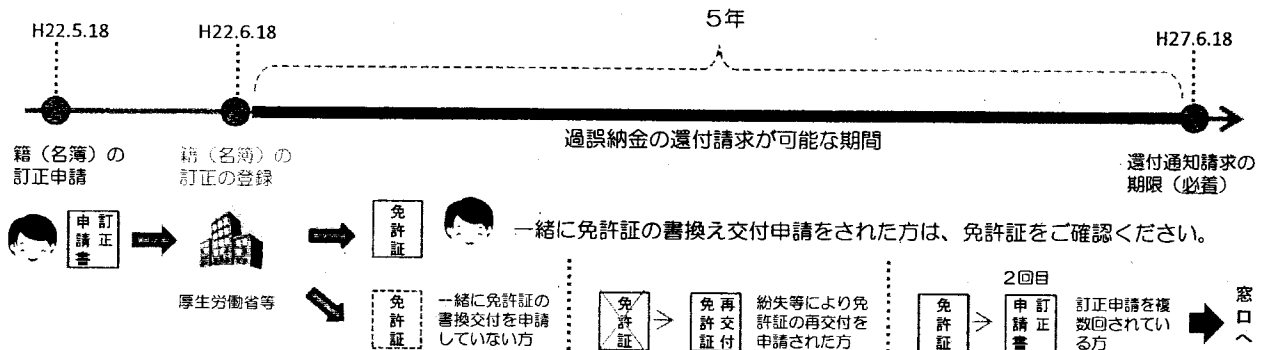 5年
H22.5.18
H22.6.18
H27.6.18
過誤納金の還付請求が可能な期間
籍（名簿）の
訂正申請
籍（名簿）の
訂正の登録
還付通知請求の
期限（必着）
訂正
申請書
厚生労働省等
免許証
一緒に免許証の書換え交付申請をされた方は、免許証をご確認ください。
免許証
一緒に免許証の
書換交付を申請
していない方
免許証
再交付
免許証
紛失等により免
許証の再交付を
申請された方
免許証
2回目
訂正
申請書
訂正申請を複
数回されてい
る方
窓口へ